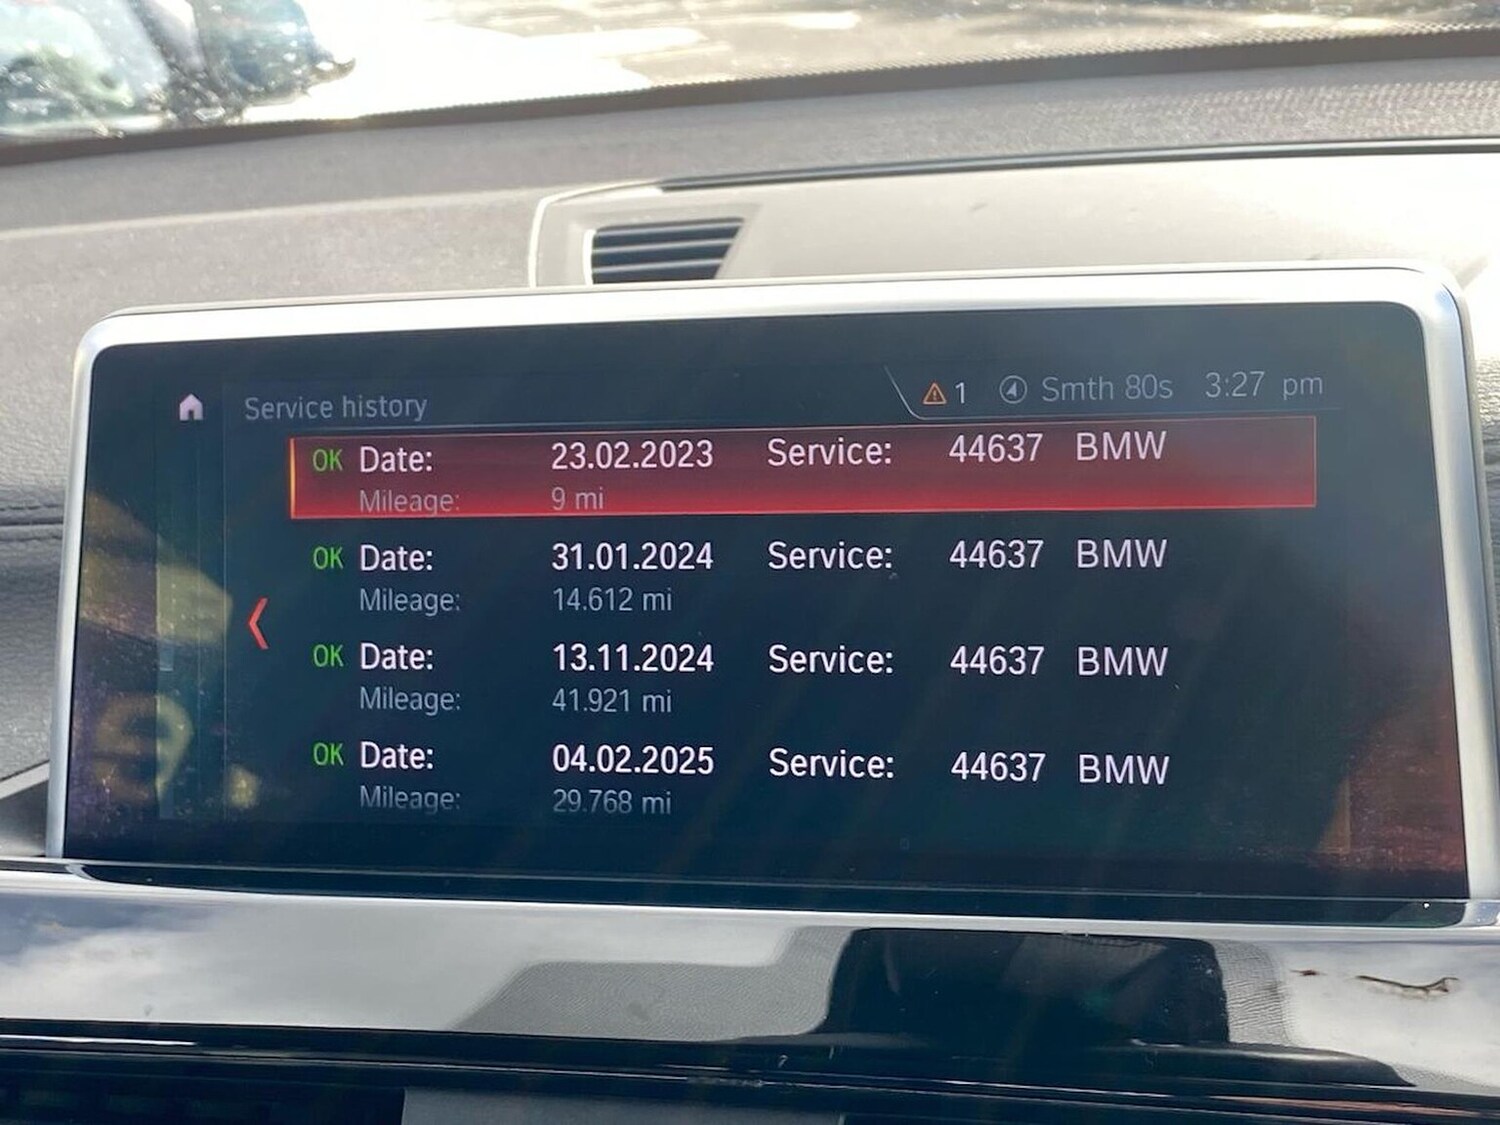 Service history 1 Smth 80s 3:27 pm
OK Date: 23.02.2023 Service: 44637 BMW
Mileage: 9 mi
OK Date: 31.01.2024 Service: 44637 BMW
Mileage: 14.612 mi
OK Date: 13.11.2024 Service: 44637 BMW
Mileage: 41.921 mi
OK Date: 04.02.2025 Service: 44637 BMW
Mileage: 29.768 mi